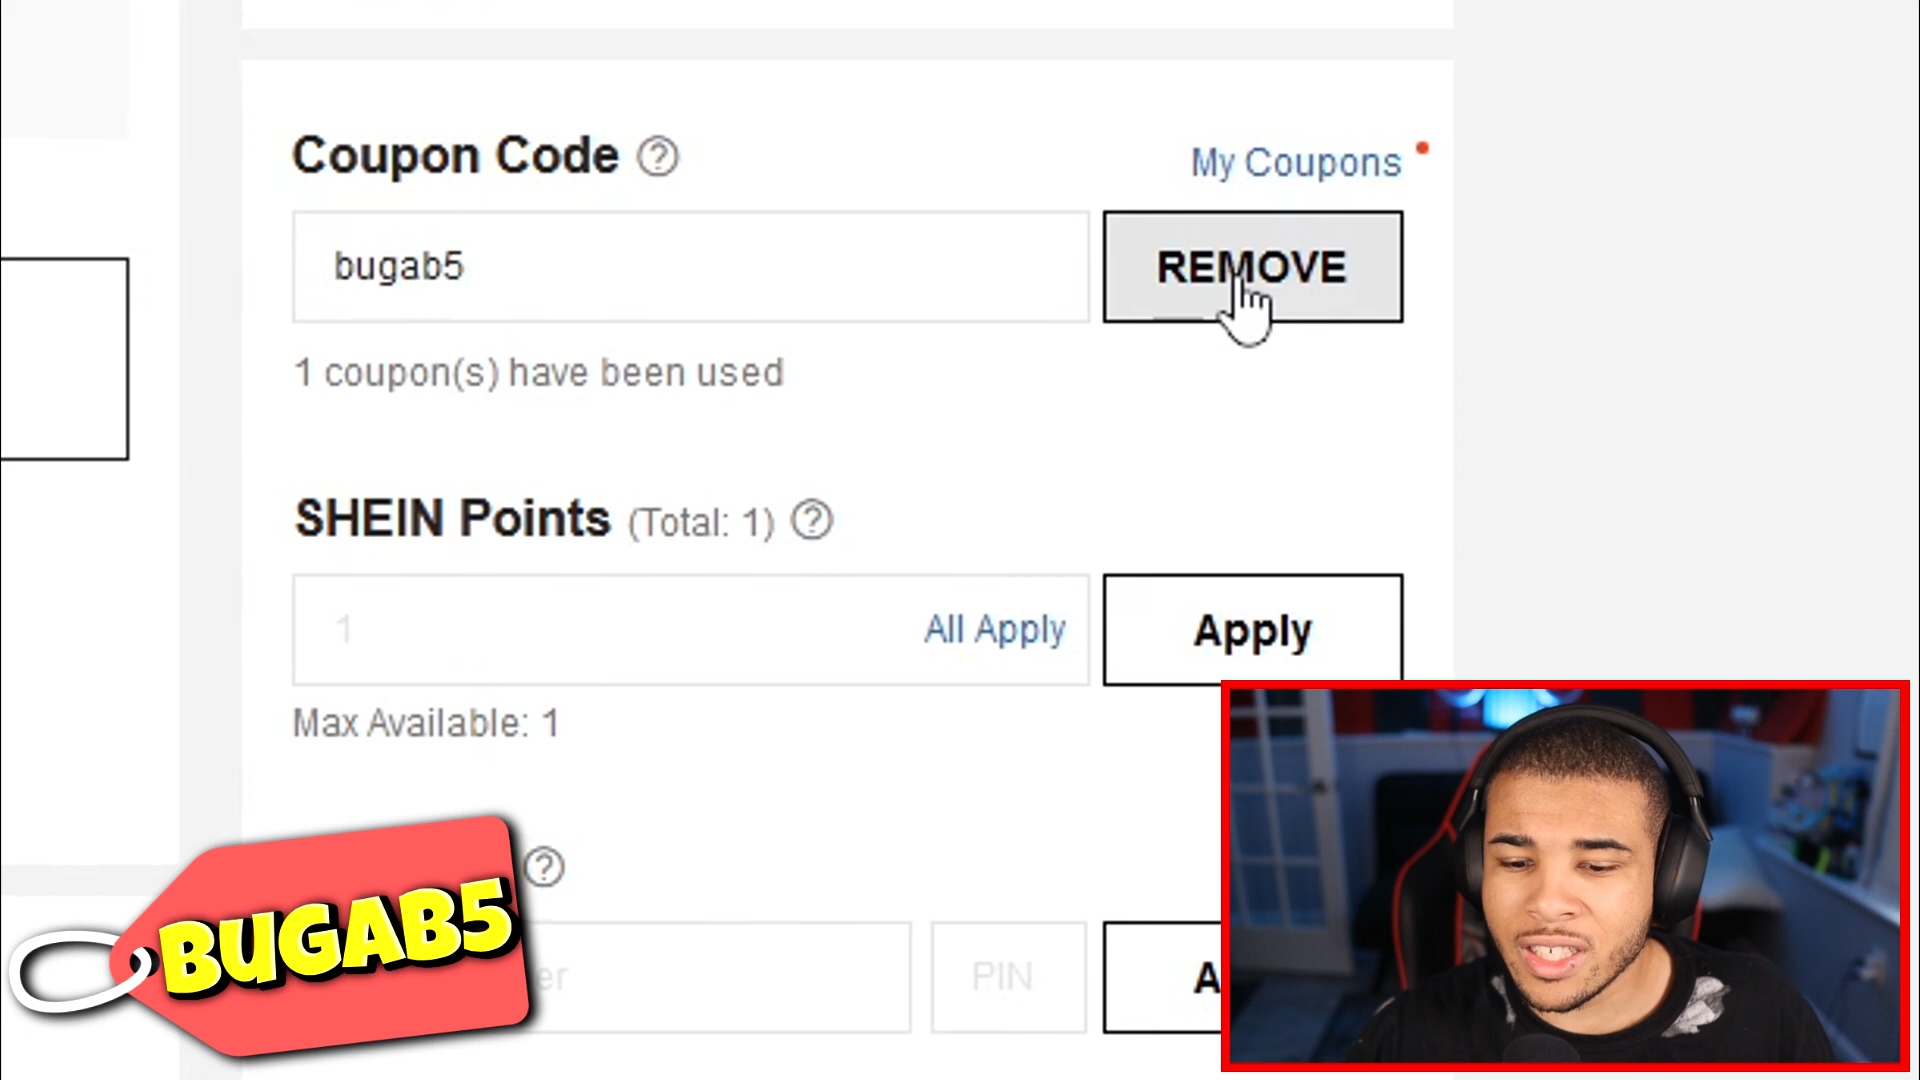 Coupon Code ?
My Coupons
bugab5
REMOVE
1 coupon(s) have been used
SHEIN Points (Total: 1) ?
1
All Apply
Apply
Max Available: 1
?
BUGAB5
er
PIN
A